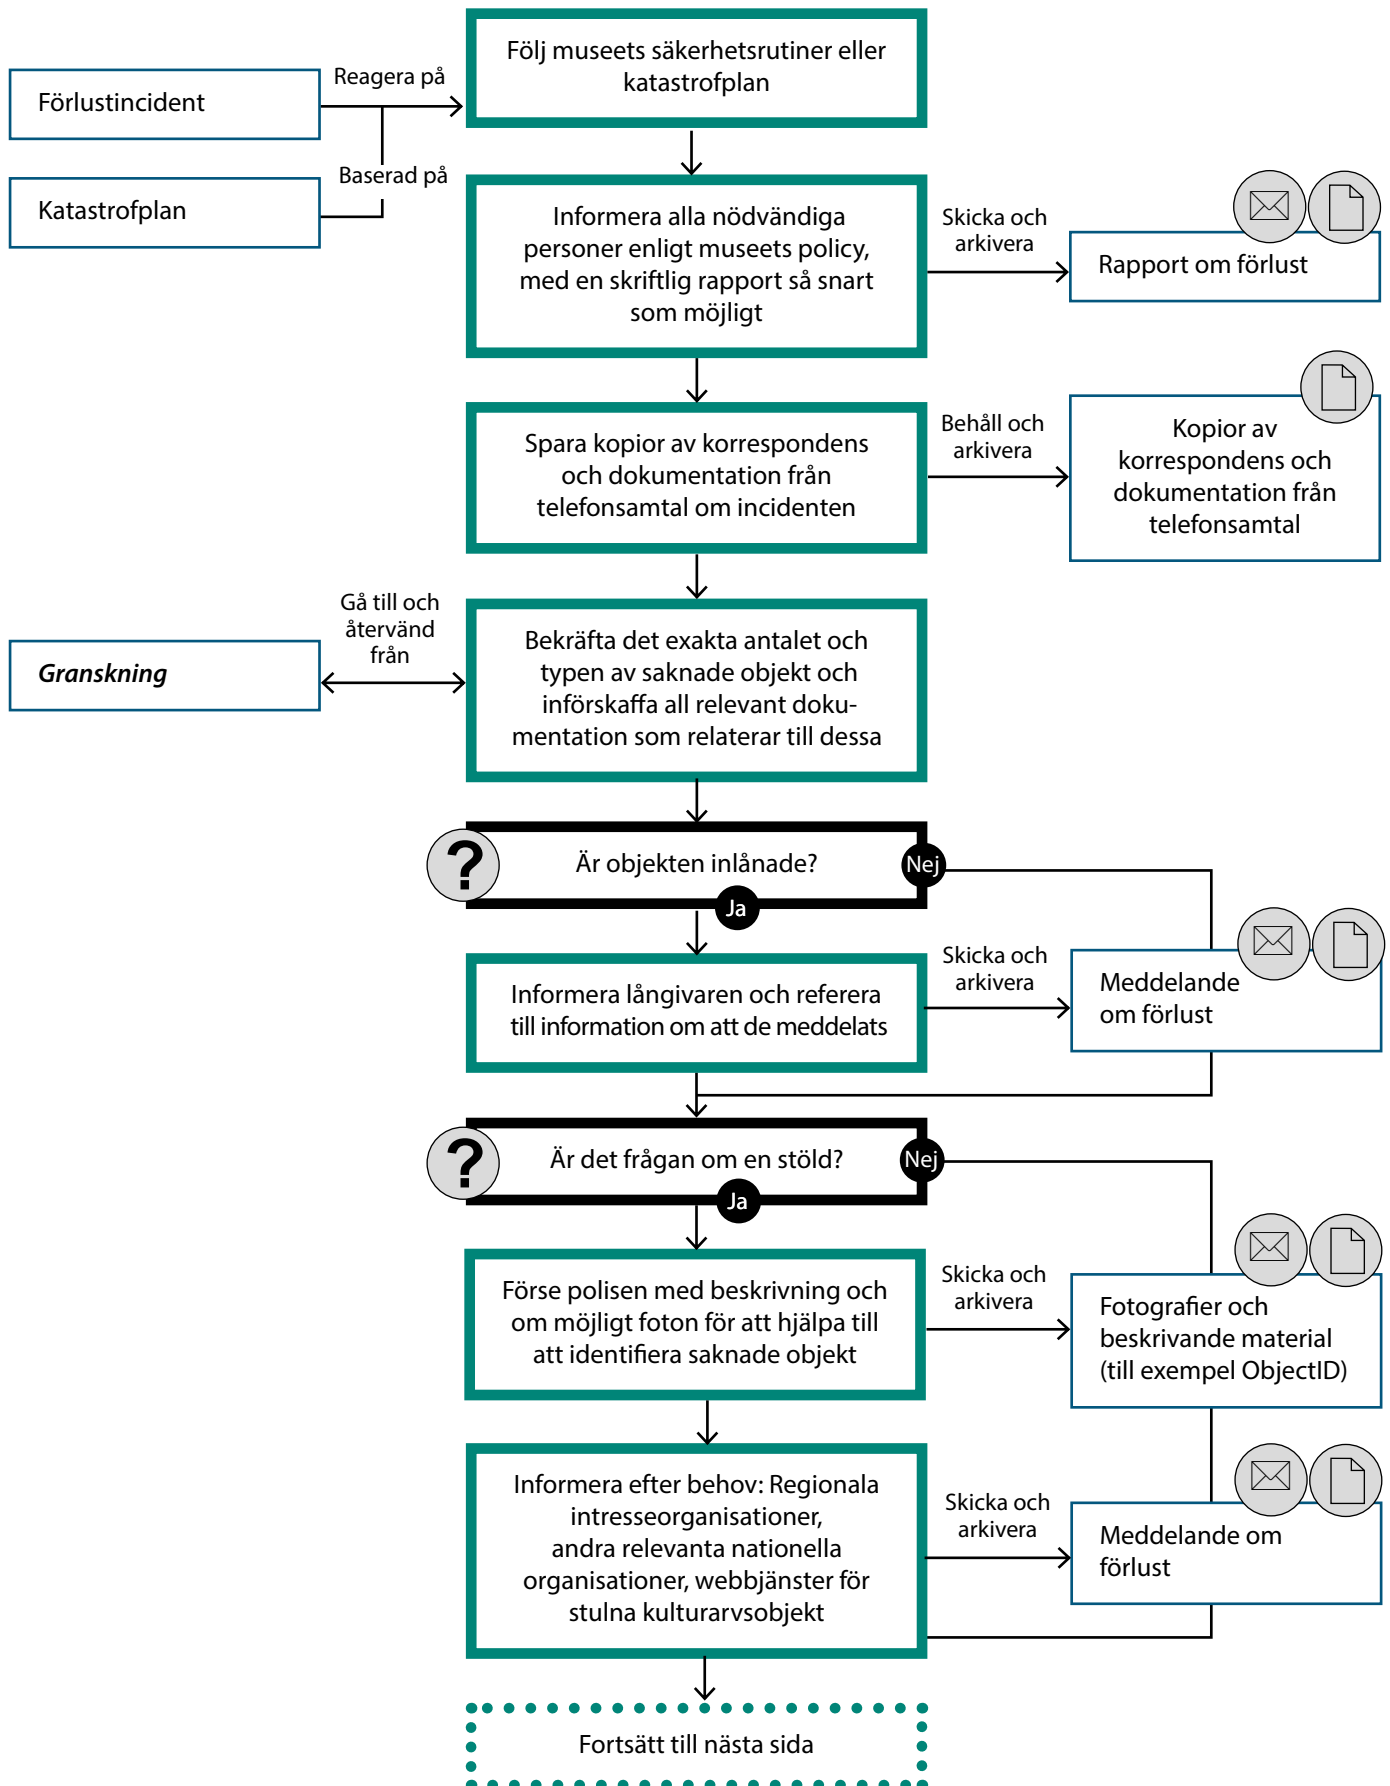 Följ museets säkerhetsrutiner eller
katastrofplan
Förlustincident
Reagera på
Baserad på
Katastrofplan
Informera alla nödvändiga
personer enligt museets policy,
med en skriftlig rapport så snart
som möjligt
Skicka och
arkivera
Rapport om förlust
Spara kopior av korrespondens
och dokumentation från
telefonsamtal om incidenten
Behåll och
arkivera
Kopior av
korrespondens och
dokumentation från
telefonsamtal
Granskning
Gå till och
återvänd
från
Bekräfta det exakta antalet och
typen av saknade objekt och
införskaffa all relevant doku-
mentation som relaterar till dessa
?
Är objekten inlånade?
Nej
Ja
Informera långivaren och referera
till information om att de meddelats
Skicka och
arkivera
Meddelande
om förlust
?
Är det frågan om en stöld?
Nej
Ja
Förse polisen med beskrivning och
om möjligt foton för att hjälpa till
att identifiera saknade objekt
Skicka och
arkivera
Fotografier och
beskrivande material
(till exempel ObjectID)
Informera efter behov: Regionala
intresseorganisationer,
andra relevanta nationella
organisationer, webbjänster för
stulna kulturarvsobjekt
Skicka och
arkivera
Meddelande om
förlust
Fortsätt till nästa sida